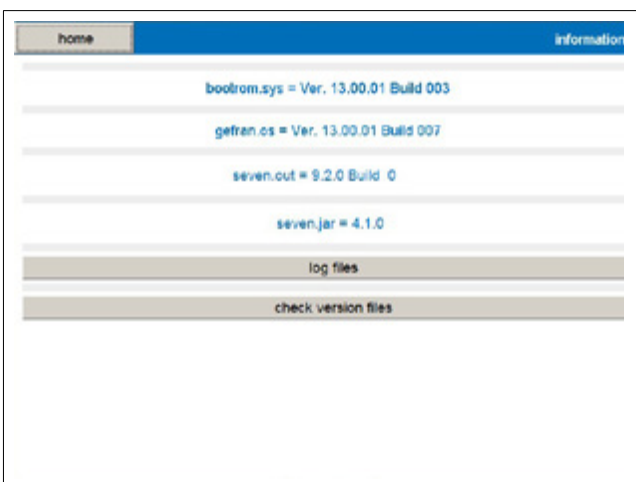 home
information
bootrom.sys = Ver. 13.00.01 Build 003
gefran.os = Ver. 13.00.01 Build 007
seven.out = 9.2.0 Build 0
seven.jar = 4.1.0
log files
check version files